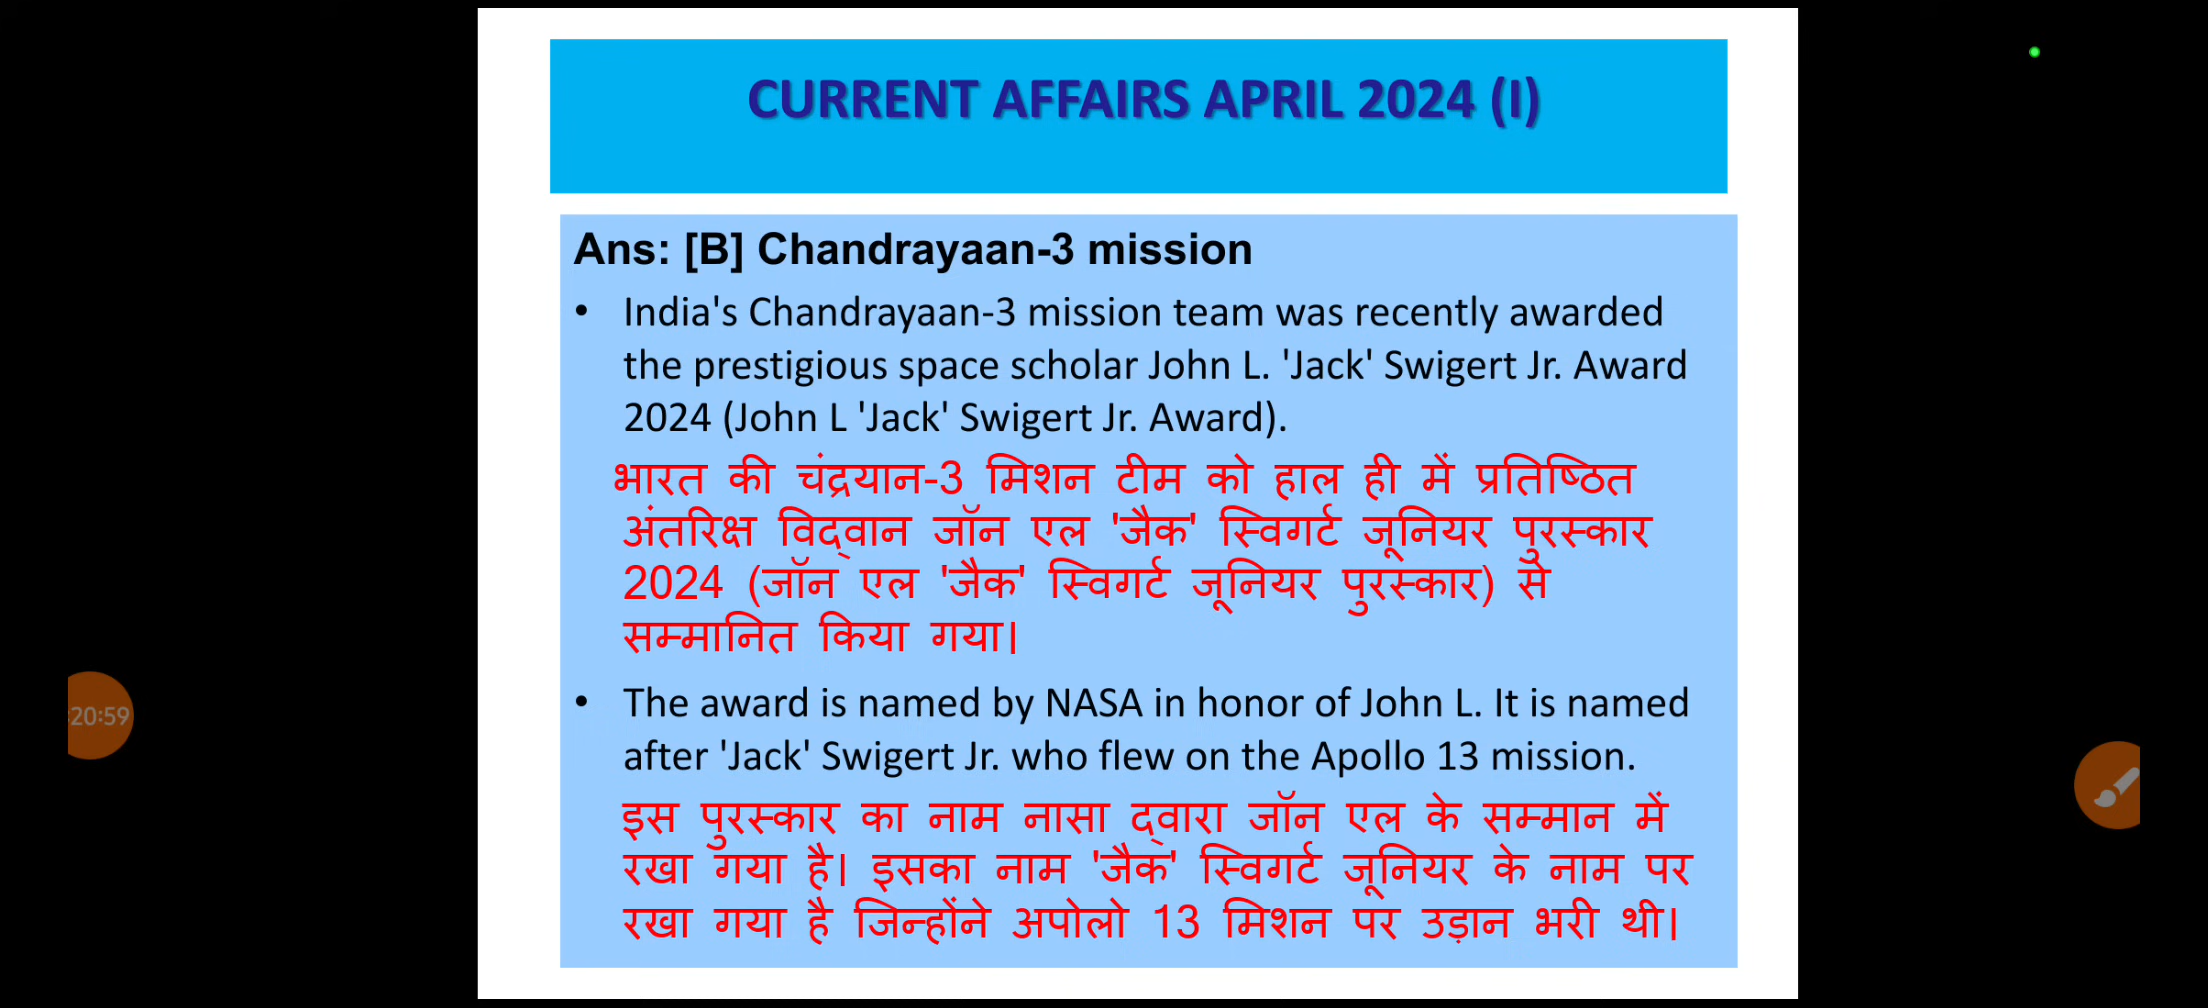 CURRENT AFFAIRS APRIL 2024 (I)
Ans: [B] Chandrayaan-3 mission
• India's Chandrayaan-3 mission team was recently awarded
the prestigious space scholar John L. 'Jack' Swigert Jr. Award
2024 (John L 'Jack' Swigert Jr. Award).
भारत की चंद्रयान-3 मिशन टीम को हाल ही में प्रतिष्ठित
अंतरिक्ष विद्वान जॉन एल 'जैक' स्विगर्ट जूनियर पुरस्कार
2024 (जॉन एल 'जैक' स्विगर्ट जूनियर पुरस्कार) से
सम्मानित किया गया।
• The award is named by NASA in honor of John L. It is named
after 'Jack' Swigert Jr. who flew on the Apollo 13 mission.
इस पुरस्कार का नाम नासा द्वारा जॉन एल के सम्मान में
रखा गया है। इसका नाम 'जैक' स्विगर्ट जूनियर के नाम पर
रखा गया है जिन्होंने अपोलो 13 मिशन पर उड़ान भरी थी।
:20:59